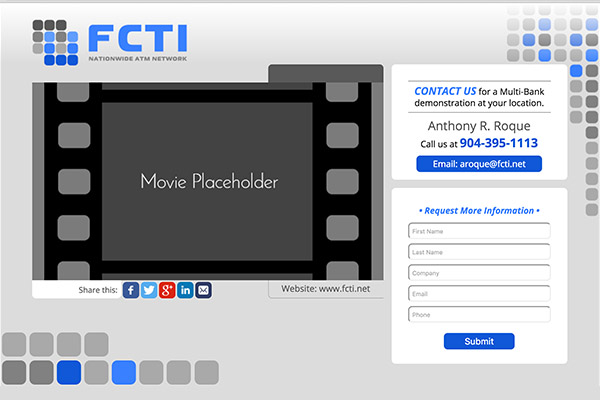 FCTI
NATIONWIDE ATM NETWORK
Movie Placeholder
Share this:
f
g+
in
Website: www.fcti.net
CONTACT US for a Multi-Bank
demonstration at your location.
Anthony R. Roque
Call us at 904-395-1113
Email: aroque@fcti.net
• Request More Information •
First Name
Last Name
Company
Email
Phone
Submit